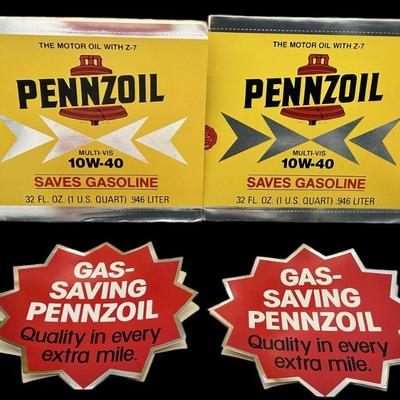 THE MOTOR OIL WITH Z-7
PENNZOIL
MULTI-VIS
10W-40
SAVES GASOLINE
32 FL. OZ. (1 U.S. QUART) .946 LITER
THE MOTOR OIL WITH Z-7
PENNZOIL
MULTI-VIS
10W-40
SAVES GASOLINE
32 FL. OZ. (1 U.S. QUART) .946 LITER
GAS-
SAVING
PENNZOIL
Quality in every
extra mile.
GAS-
SAVING
PENNZOIL
Quality in every
extra mile.